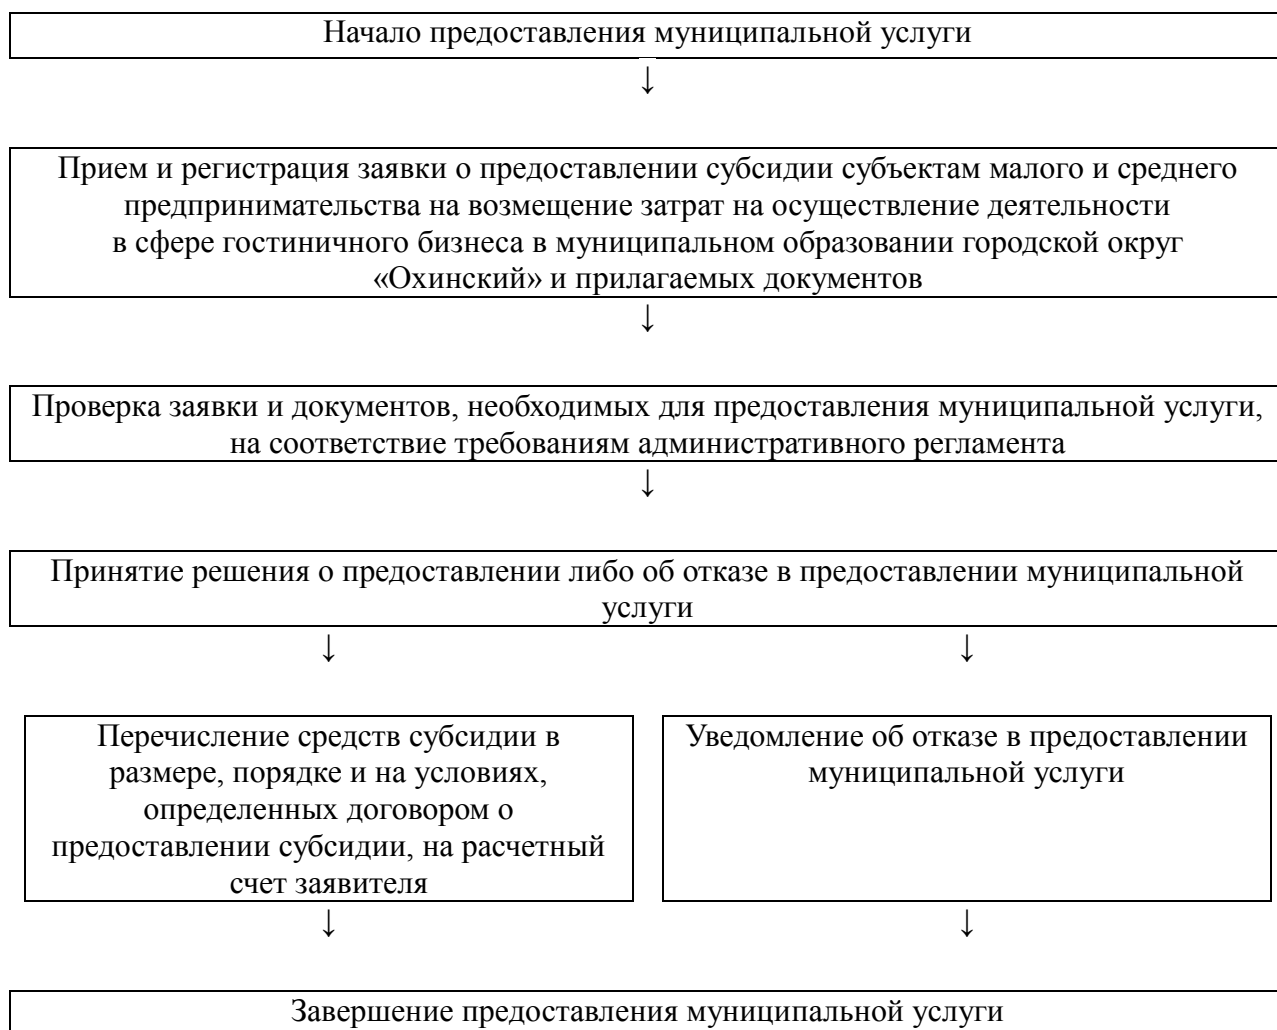 Начало предоставления муниципальной услуги
↓
Прием и регистрация заявки о предоставлении субсидии субъектам малого и среднего
предпринимательства на возмещение затрат на осуществление деятельности
в сфере гостиничного бизнеса в муниципальном образовании городской округ
«Охинский» и прилагаемых документов
↓
Проверка заявки и документов, необходимых для предоставления муниципальной услуги,
на соответствие требованиям административного регламента
↓
Принятие решения о предоставлении либо об отказе в предоставлении муниципальной
услуги
↓ ↓
Перечисление средств субсидии в
размере, порядке и на условиях,
определенных договором о
предоставлении субсидии, на расчетный
счет заявителя
Уведомление об отказе в предоставлении
муниципальной услуги
↓ ↓
Завершение предоставления муниципальной услуги